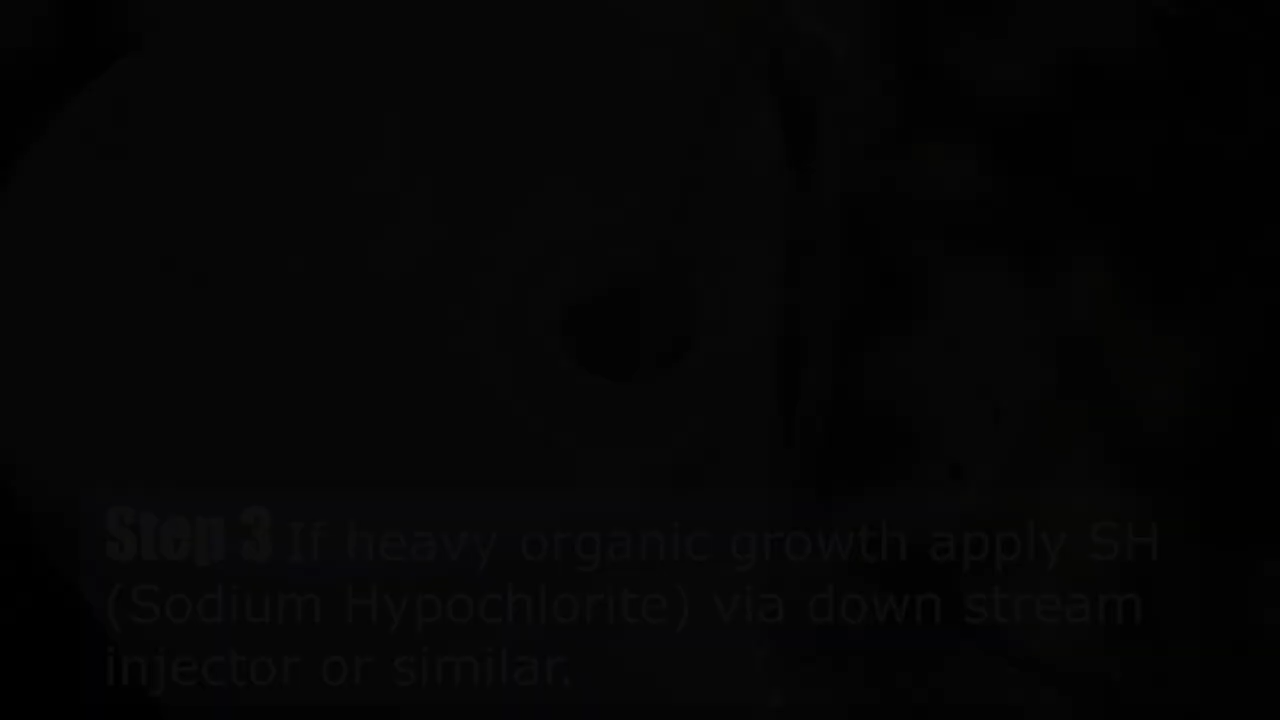 Step 3 If heavy organic growth apply SH
(Sodium Hypochlorite) via down stream
injector or similar.